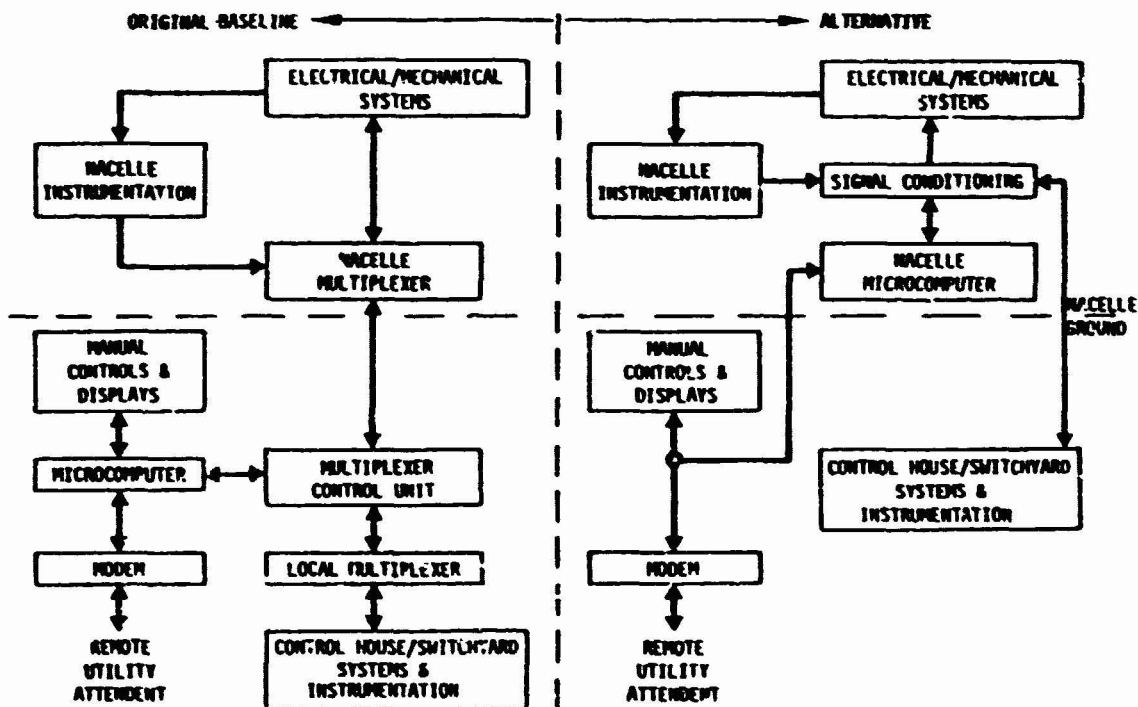 ORIGINAL BASELINE
ALTERNATIVE
ELECTRICAL/MECHANICAL
SYSTEMS
NACELLE
INSTRUMENTATION
NACELLE
MULTIPLEXER
MANUAL
CONTROLS &
DISPLAYS
MICROCOMPUTER
MULTIPLEXER
CONTROL UNIT
MODEM
LOCAL MULTIPLEXER
REMOTE
UTILITY
ATTENDENT
CONTROL HOUSE/SWITCHYARD
SYSTEMS &
INSTRUMENTATION
ELECTRICAL/MECHANICAL
SYSTEMS
NACELLE
INSTRUMENTATION
SIGNAL CONDITIONING
NACELLE
MICROCOMPUTER
NACELLE
GROUND
MANUAL
CONTROLS &
DISPLAYS
CONTROL HOUSE/SWITCHYARD
SYSTEMS &
INSTRUMENTATION
MODEM
REMOTE
UTILITY
ATTENDENT